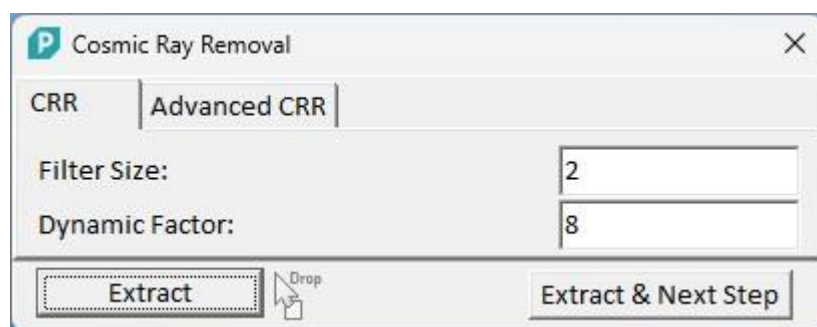 P Cosmic Ray Removal
CRR Advanced CRR
Filter Size: 2
Dynamic Factor: 8
Extract Drop Extract & Next Step